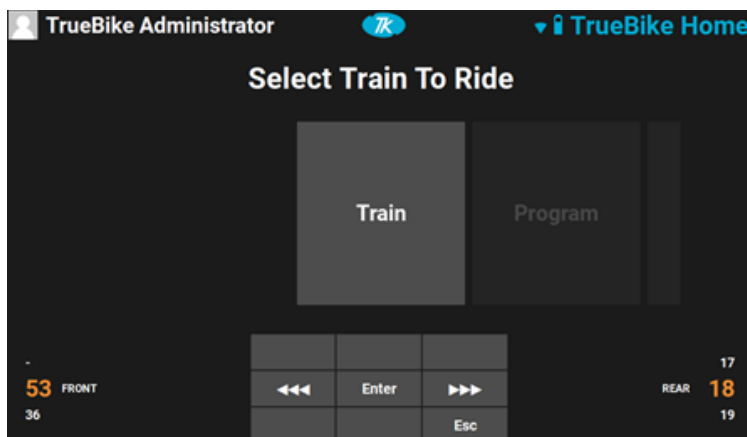 TrueBike Administrator TK TrueBike Home
Select Train To Ride
Train Program
- 17
53 FRONT ◄◄◄ Enter ►►► REAR 18
36 Esc 19